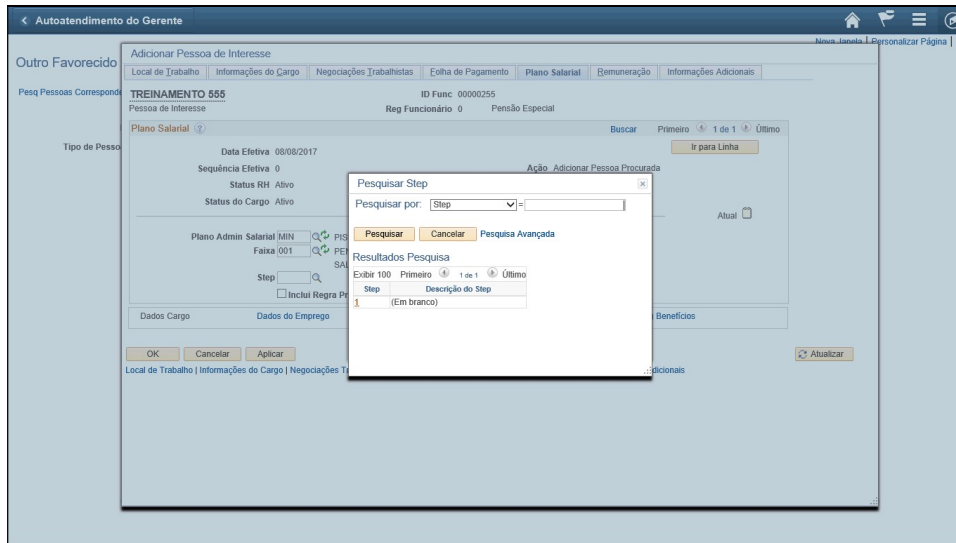 Autoatendimento do Gerente
Nova Janela | Personalizar Página |
Outro Favorecido
Adicionar Pessoa de Interesse
Local de Trabalho Informações do Cargo Negociações Trabalhistas Folha de Pagamento Plano Salarial Remuneração Informações Adicionais
Pesq Pessoas Corresponde
TREINAMENTO 555 ID Func 00000255
Pessoa de Interesse Reg Funcionário 0 Pensão Especial
Plano Salarial Buscar Primeiro 1 de 1 Último
Tipo de Pesso
Data Efetiva 08/08/2017 Ir para Linha
Sequência Efetiva 0 Ação Adicionar Pessoa Procurada
Status RH Ativo
Status do Cargo Ativo
Atual
Plano Admin Salarial MIN PIS
Faixa 001 PEN
SAL
Step
Inclui Regra Pr
Pesquisar Step
Pesquisar por: Step =
Pesquisar Cancelar Pesquisa Avançada
Resultados Pesquisa
Exibir 100 Primeiro 1 de 1 Último
Step Descrição do Step
1 (Em branco)
Dados Cargo Dados do Emprego Benefícios
OK Cancelar Aplicar Atualizar
Local de Trabalho | Informações do Cargo | Negociações T dicionais